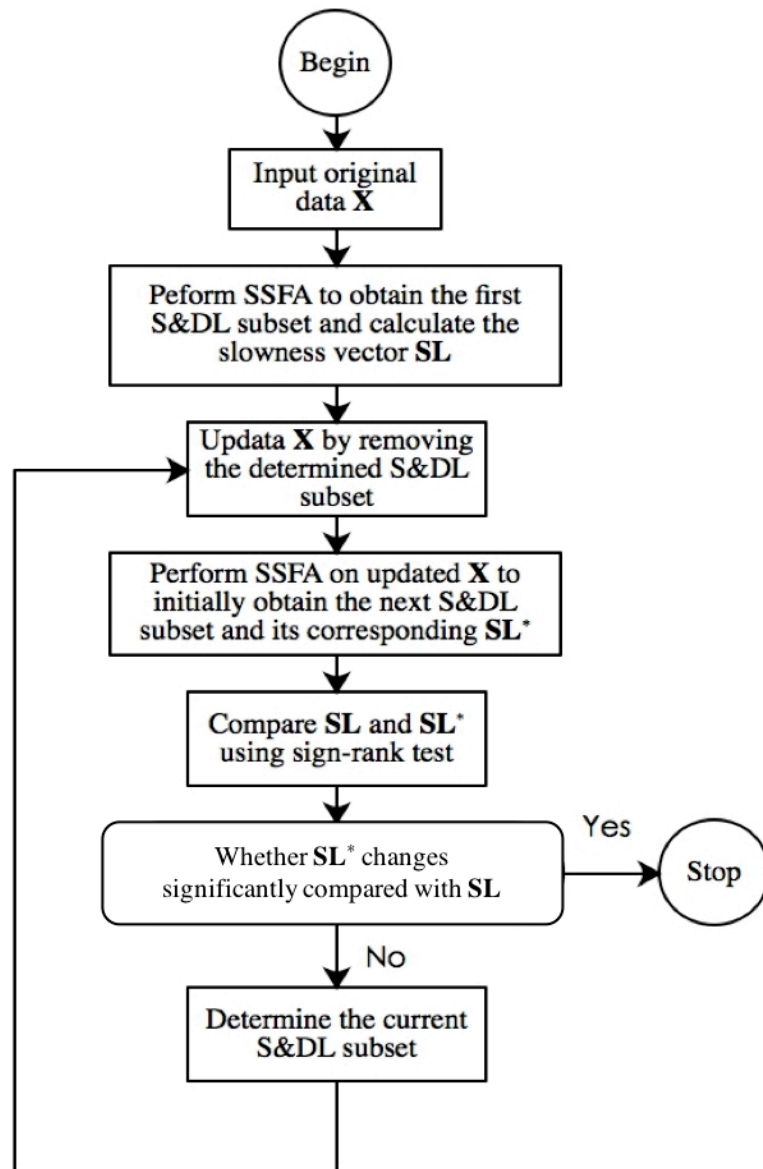 Begin
Input original
data X
Peform SSFA to obtain the first
S&DL subset and calculate the
slowness vector SL
Updata X by removing
the determined S&DL
subset
Perform SSFA on updated X to
initially obtain the next S&DL
subset and its corresponding SL*
Compare SL and SL*
using sign-rank test
Whether SL* changes
significantly compared with SL
Yes
Stop
No
Determine the current
S&DL subset